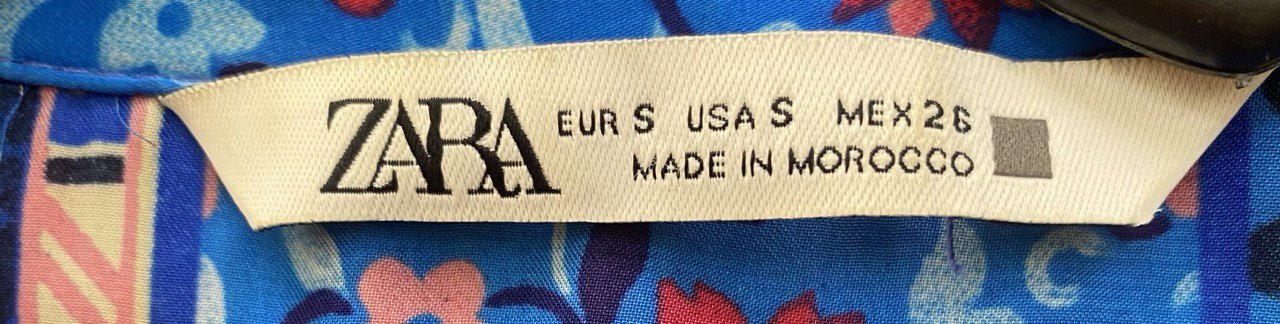 ZARA EUR S USA S MEX 26
MADE IN MOROCCO